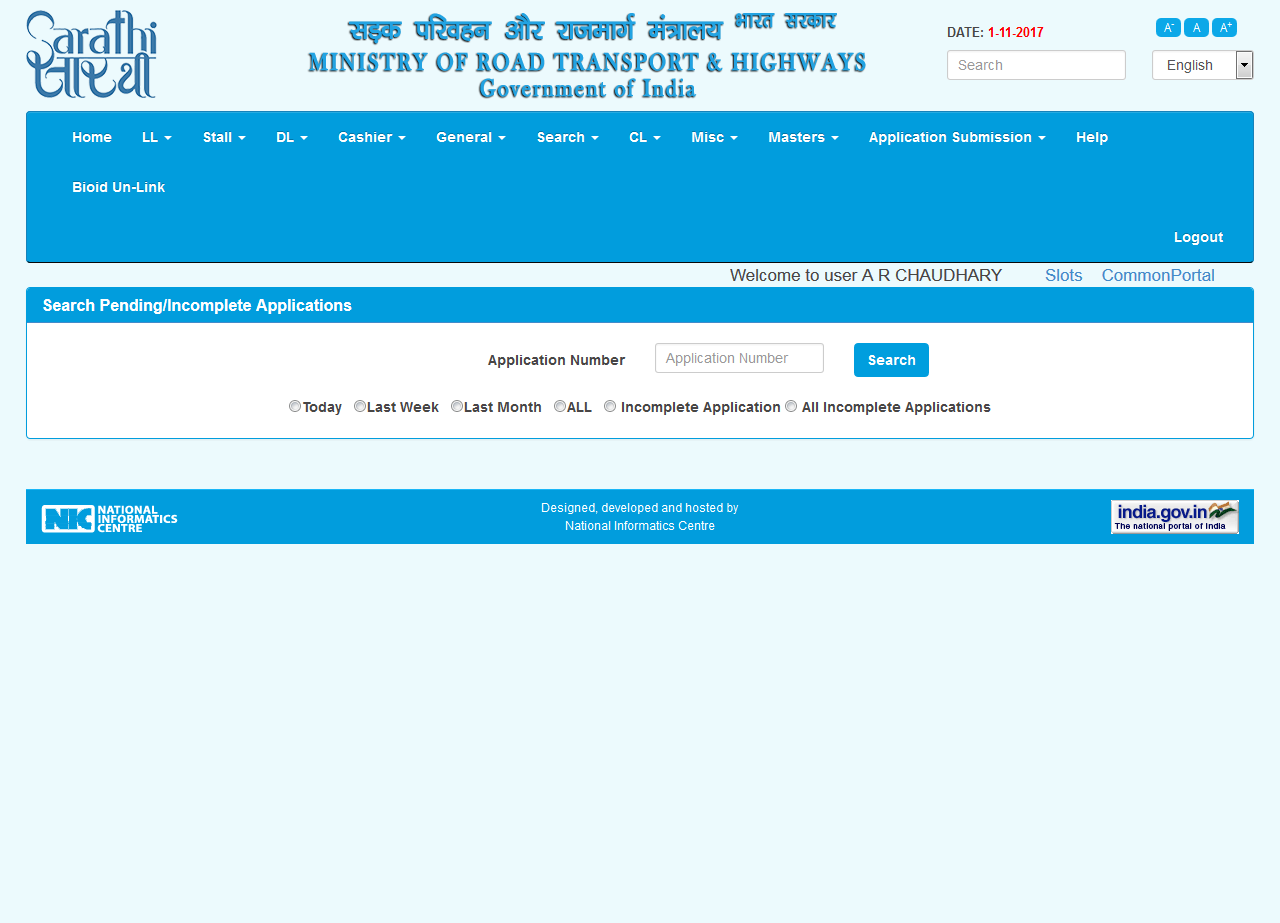 Sarathi
सारथी
सड़क परिवहन और राजमार्ग मंत्रालय भारत सरकार
MINISTRY OF ROAD TRANSPORT & HIGHWAYS
Government of India
DATE: 1-11-2017
A- A A+
Search
English
Home LL Stall DL Cashier General Search CL Misc Masters Application Submission Help
Bioid Un-Link
Logout
Welcome to user A R CHAUDHARY Slots CommonPortal
Search Pending/Incomplete Applications
Application Number Application Number Search
Today Last Week Last Month ALL Incomplete Application All Incomplete Applications
NIC NATIONAL
INFORMATICS
CENTRE
Designed, developed and hosted by
National Informatics Centre
india.gov.in
The national portal of India